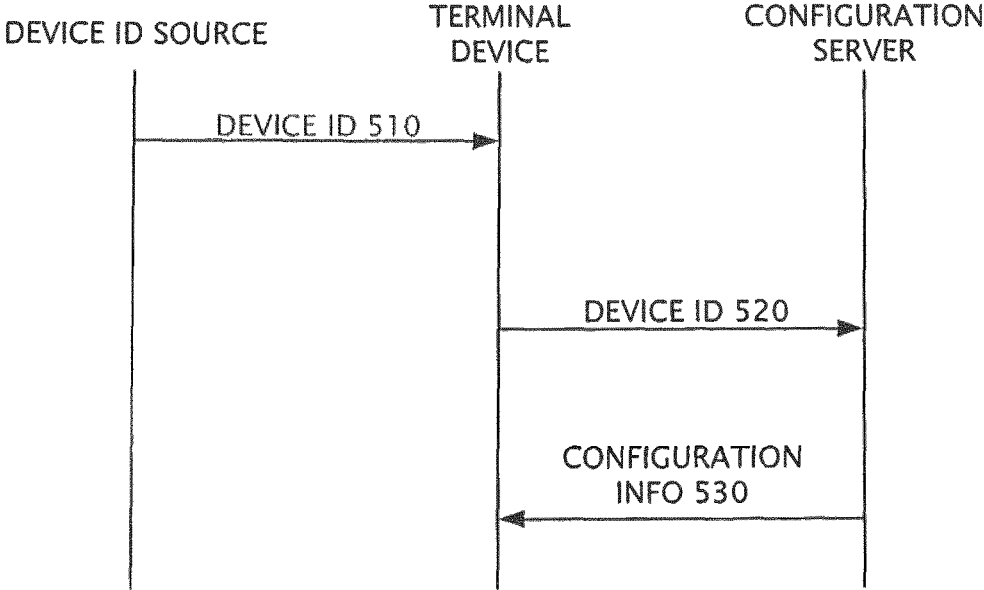 DEVICE ID SOURCE
TERMINAL
DEVICE
CONFIGURATION
SERVER
DEVICE ID 510
DEVICE ID 520
CONFIGURATION
INFO 530